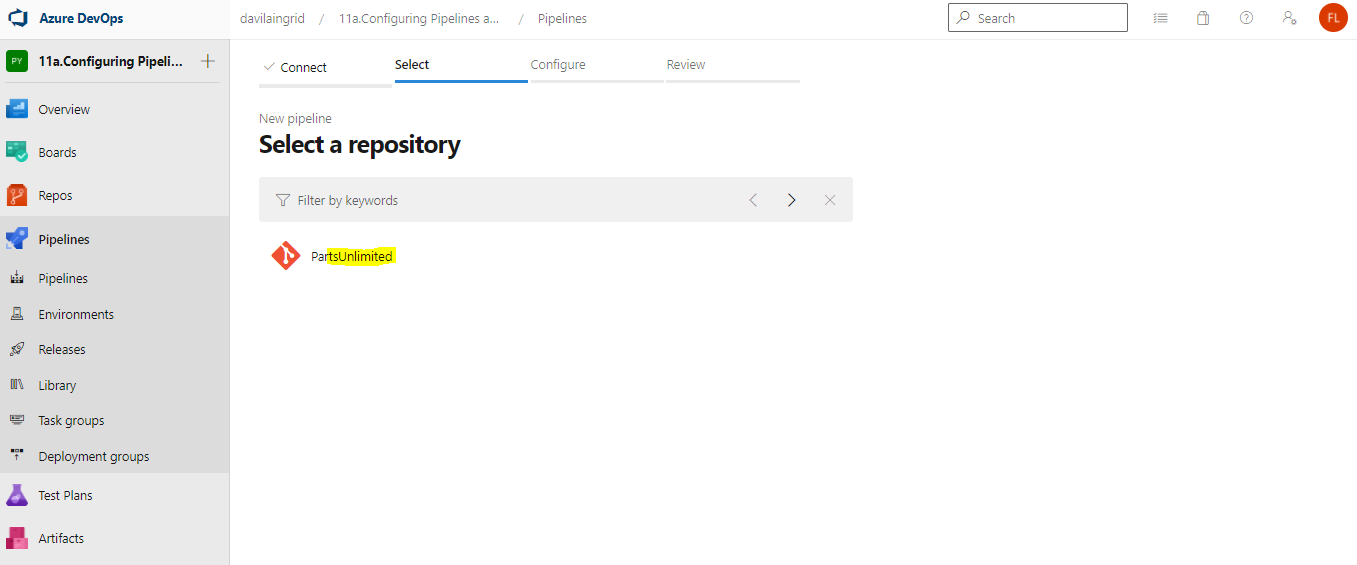 Azure DevOps
davilaingrid / 11a.Configuring Pipelines a... / Pipelines
Search
FL
PY 11a.Configuring Pipeli... +
Overview
Boards
Repos
Pipelines
Pipelines
Environments
Releases
Library
Task groups
Deployment groups
Test Plans
Artifacts
Connect Select Configure Review
New pipeline
Select a repository
Filter by keywords
PartsUnlimited